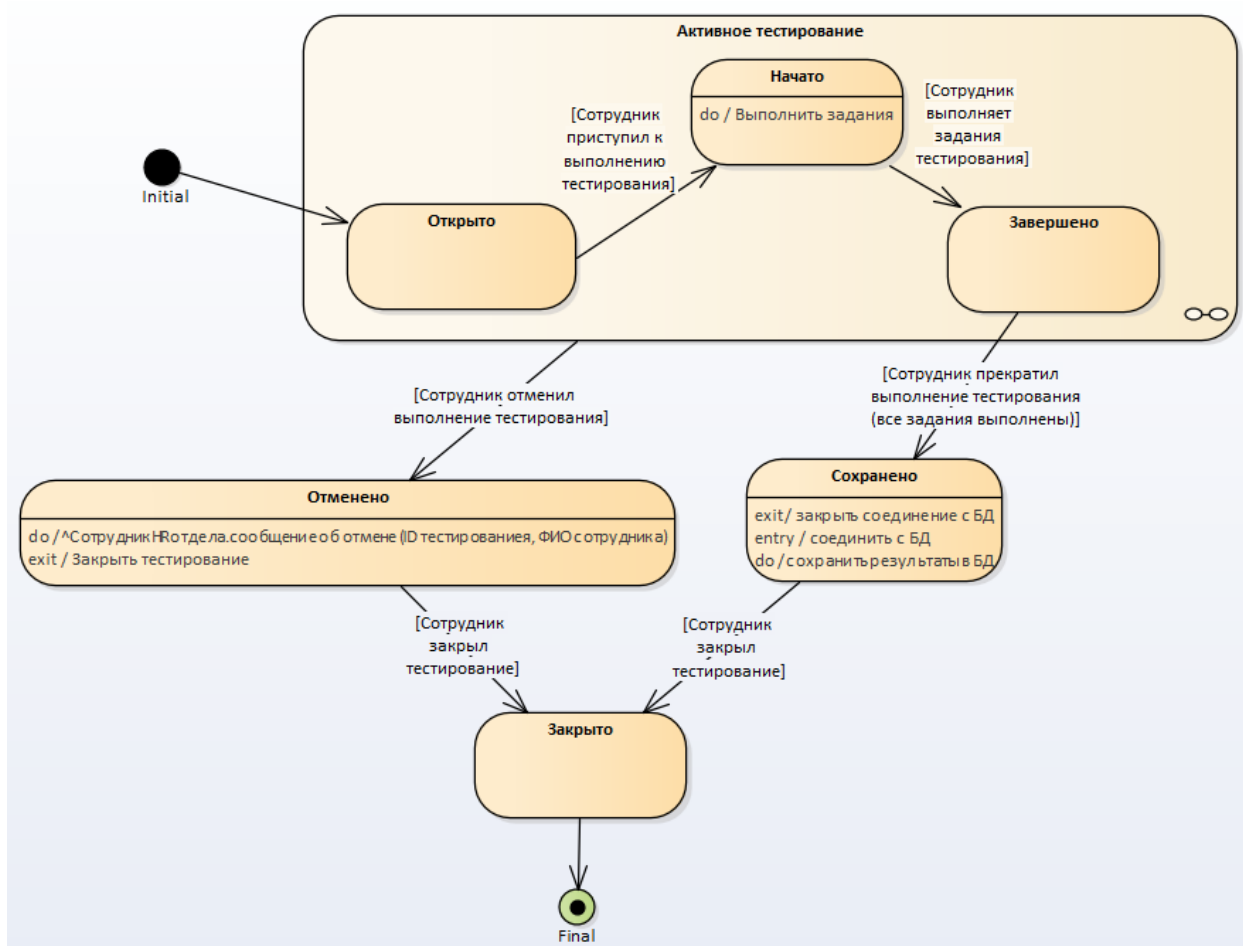 Активное тестирование
Начато
do / Выполнить задания
[Сотрудник
приступил к
выполнению
тестирования]
[Сотрудник
выполняет
задания
тестирования]
Initial
Открыто
Завершено
[Сотрудник отменил
выполнение тестирования]
[Сотрудник прекратил
выполнение тестирования
(все задания выполнены)]
Отменено
do / ^СотрудникHRотдела.сообщение об отмене (ID тестированиея, ФИО сотрудника)
exit / Закрыть тестирование
Сохранено
exit / закрыть соединение с БД
entry / соединить с БД
do / сохранить результаты в БД
[Сотрудник
закрыл
тестирование]
[Сотрудник
закрыл
тестирование]
Закрыто
Final